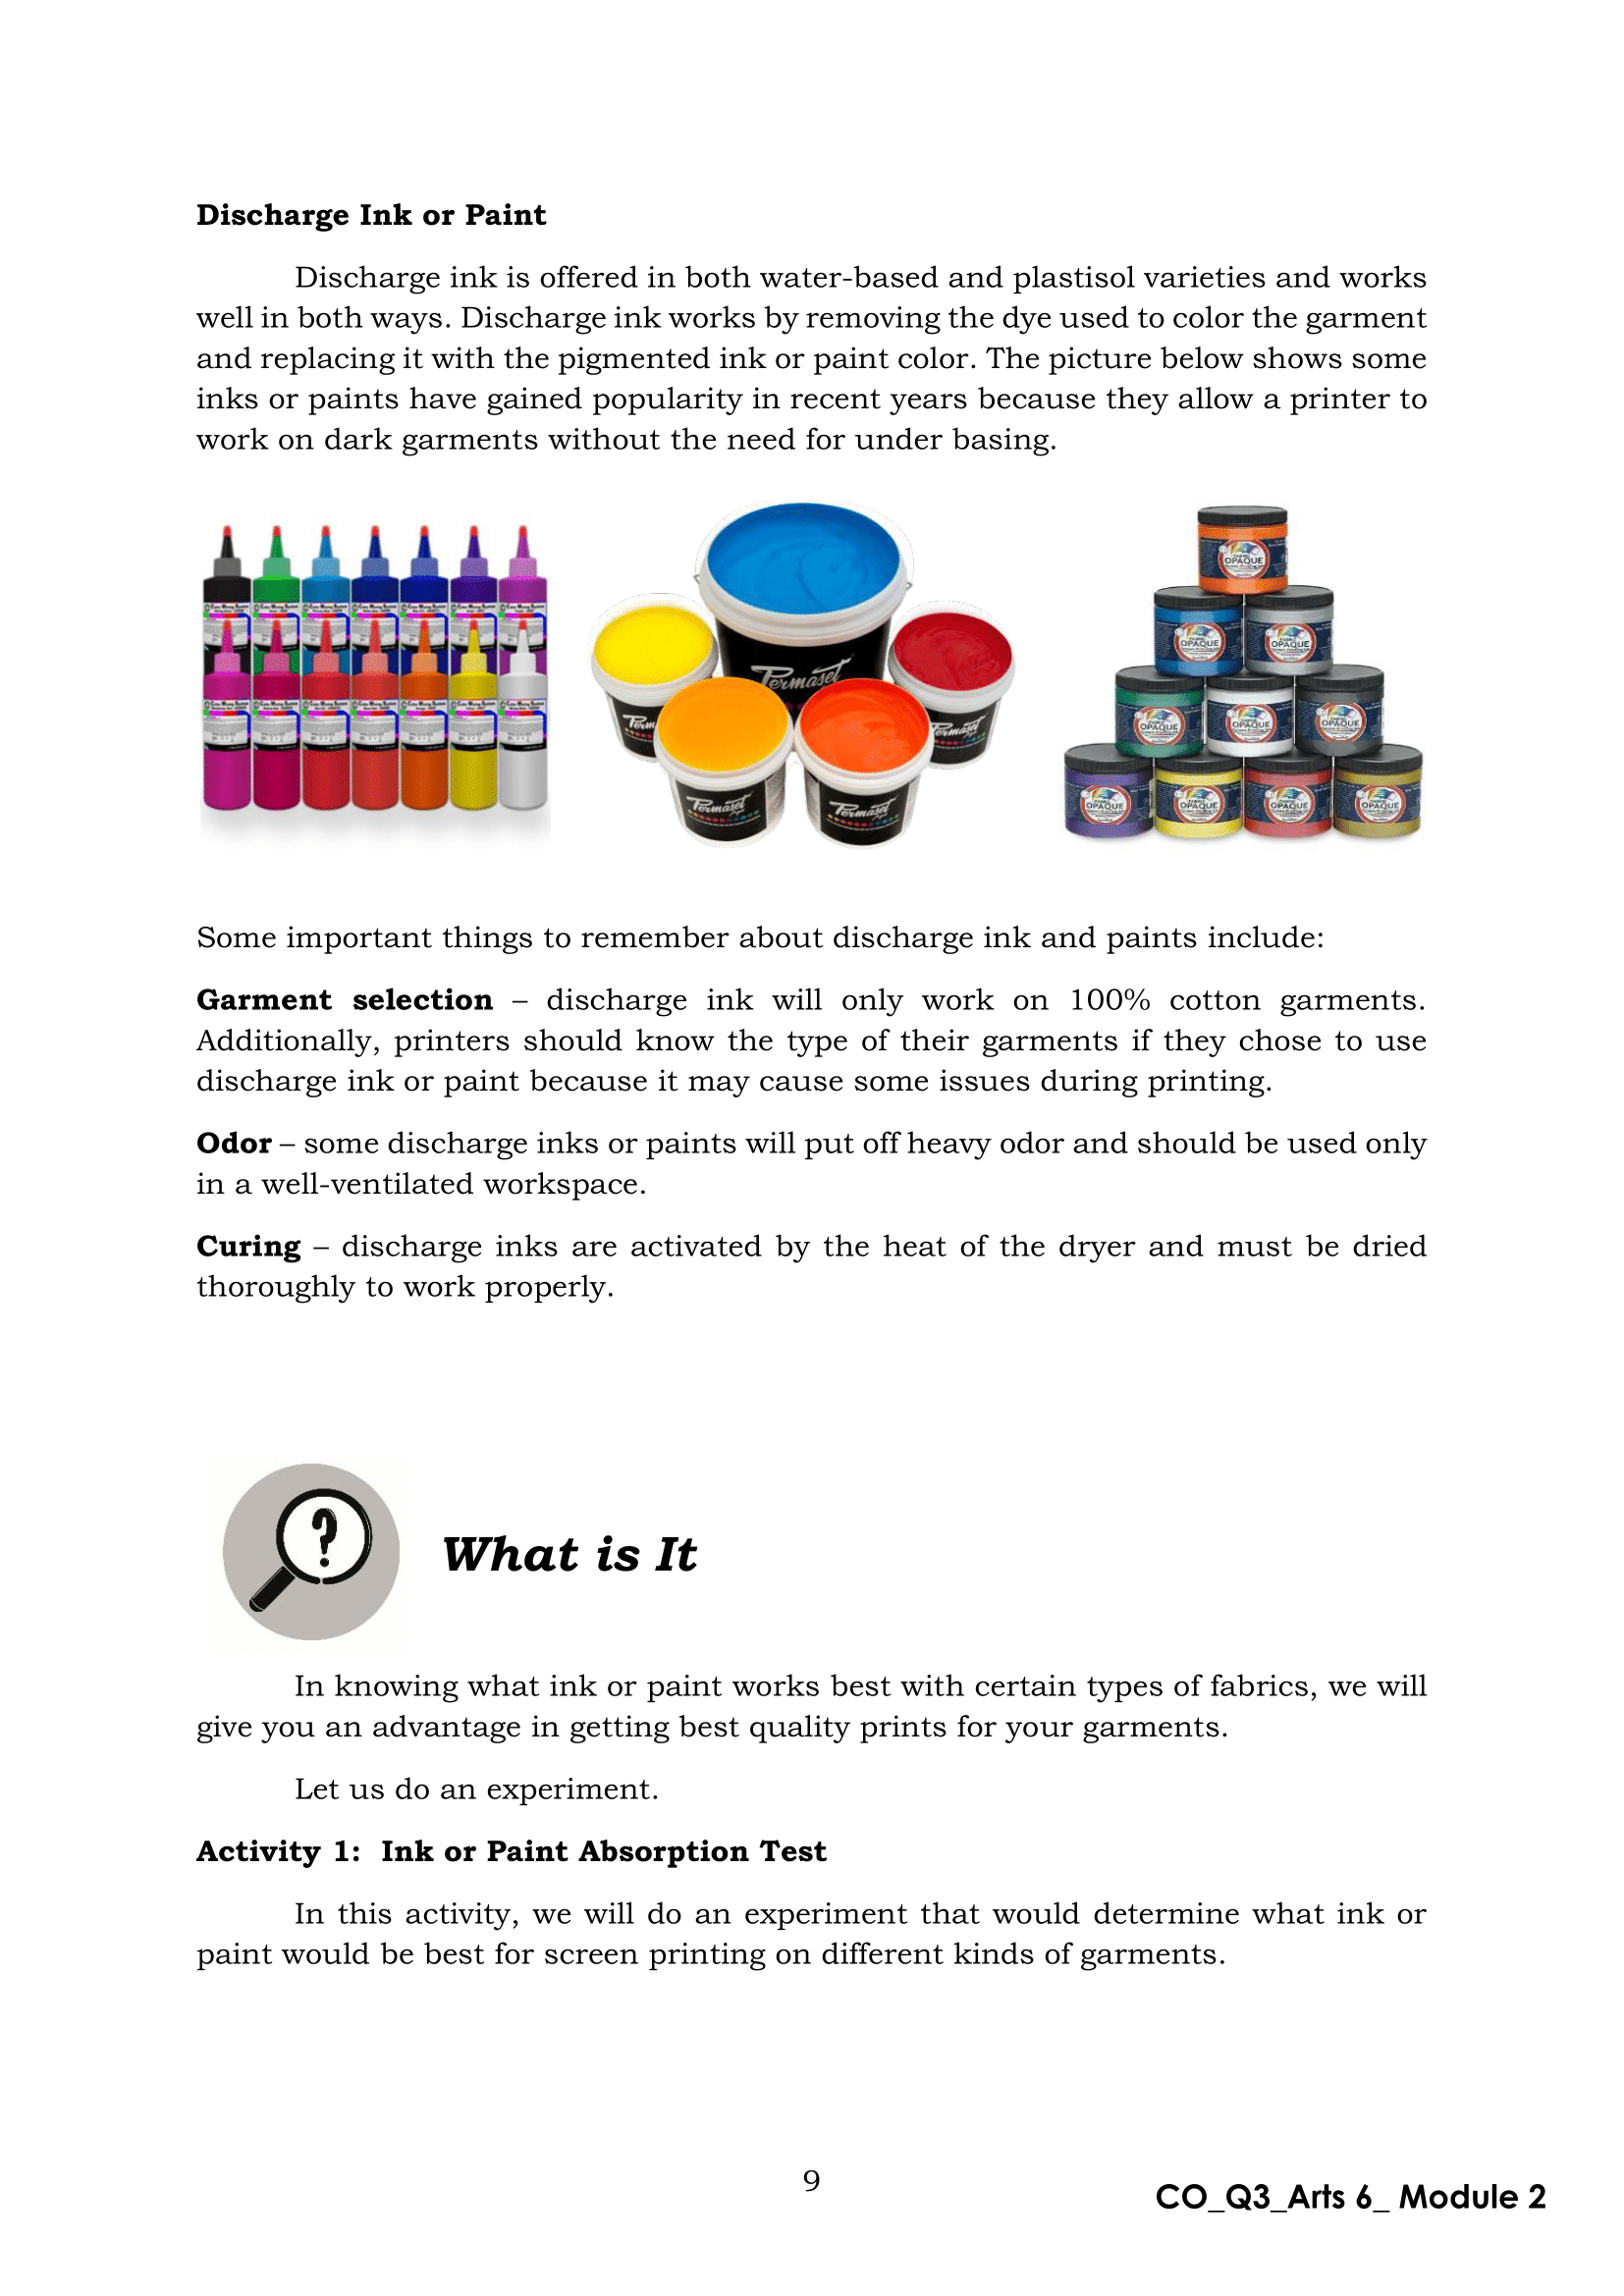 Discharge Ink or Paint
Discharge ink is offered in both water-based and plastisol varieties and works
well in both ways. Discharge ink works by removing the dye used to color the garment
and replacing it with the pigmented ink or paint color. The picture below shows some
inks or paints have gained popularity in recent years because they allow a printer to
work on dark garments without the need for under basing.
Permaset
Permaset
Permaset
OPAQUE
OPAQUE
OPAQUE
OPAQUE
OPAQUE
OPAQUE
OPAQUE
OPAQUE
OPAQUE
OPAQUE
Some important things to remember about discharge ink and paints include:
Garment selection – discharge ink will only work on 100% cotton garments.
Additionally, printers should know the type of their garments if they chose to use
discharge ink or paint because it may cause some issues during printing.
Odor – some discharge inks or paints will put off heavy odor and should be used only
in a well-ventilated workspace.
Curing – discharge inks are activated by the heat of the dryer and must be dried
thoroughly to work properly.
What is It
In knowing what ink or paint works best with certain types of fabrics, we will
give you an advantage in getting best quality prints for your garments.
Let us do an experiment.
Activity 1: Ink or Paint Absorption Test
In this activity, we will do an experiment that would determine what ink or
paint would be best for screen printing on different kinds of garments.
9
CO_Q3_Arts 6_ Module 2